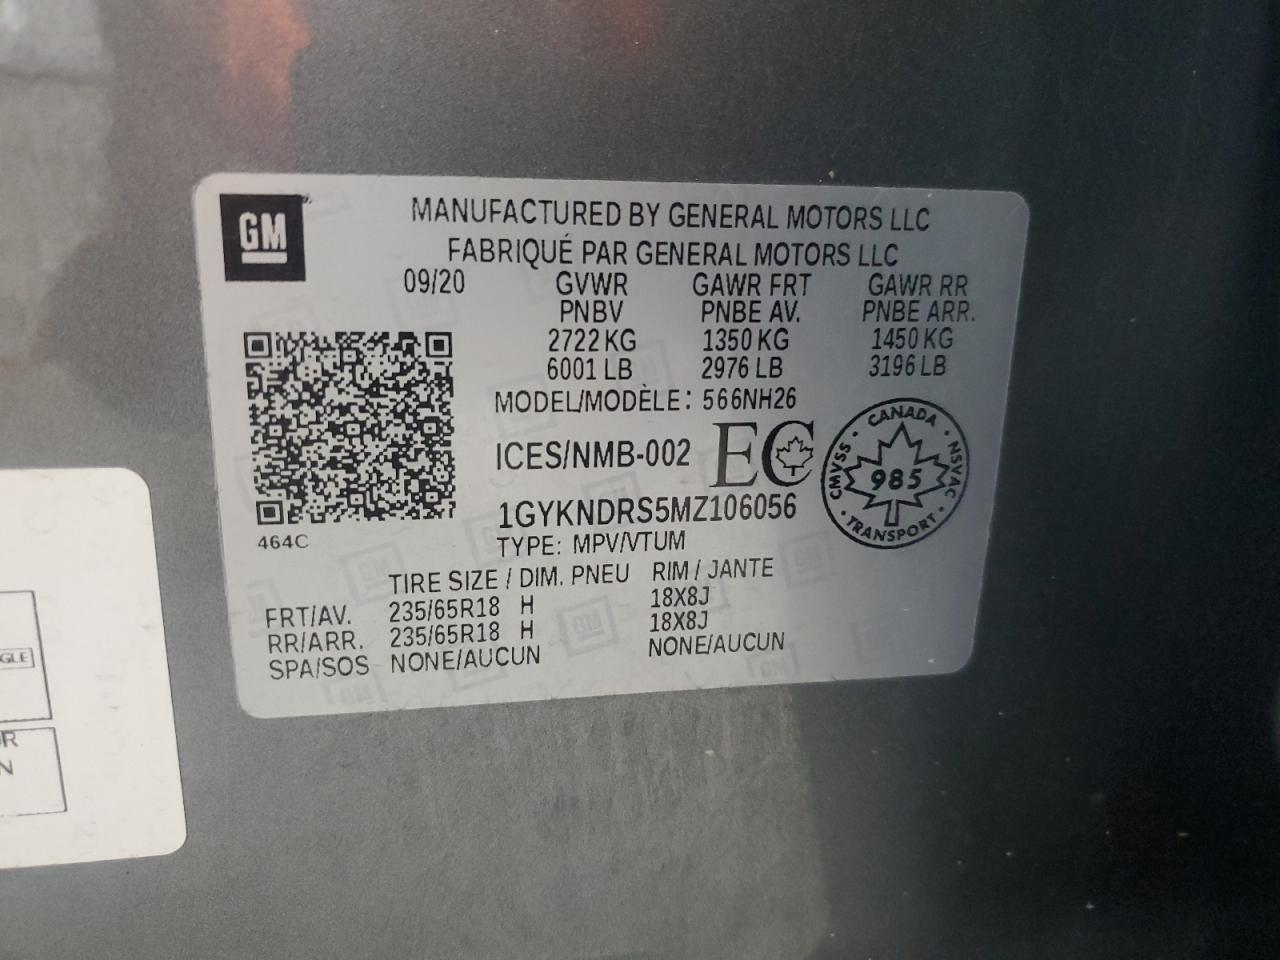 GM
MANUFACTURED BY GENERAL MOTORS LLC
FABRIQUÉ PAR GENERAL MOTORS LLC
09/20 GVWR GAWR FRT GAWR RR
PNBV PNBE AV. PNBE ARR.
2722 KG 1350 KG 1450 KG
6001 LB 2976 LB 3196 LB
MODEL/MODÈLE: 566NH26
ICES/NMB-002 EC
CANADA
CMVSS 985 NSVAC
TRANSPORT
1GYKNDRS5MZ106056
464C
TYPE: MPV/VTUM
TIRE SIZE / DIM. PNEU RIM / JANTE
FRT/AV. 235/65R18 H 18X8J
RR/ARR. 235/65R18 H 18X8J
SPA/SOS NONE/AUCUN NONE/AUCUN